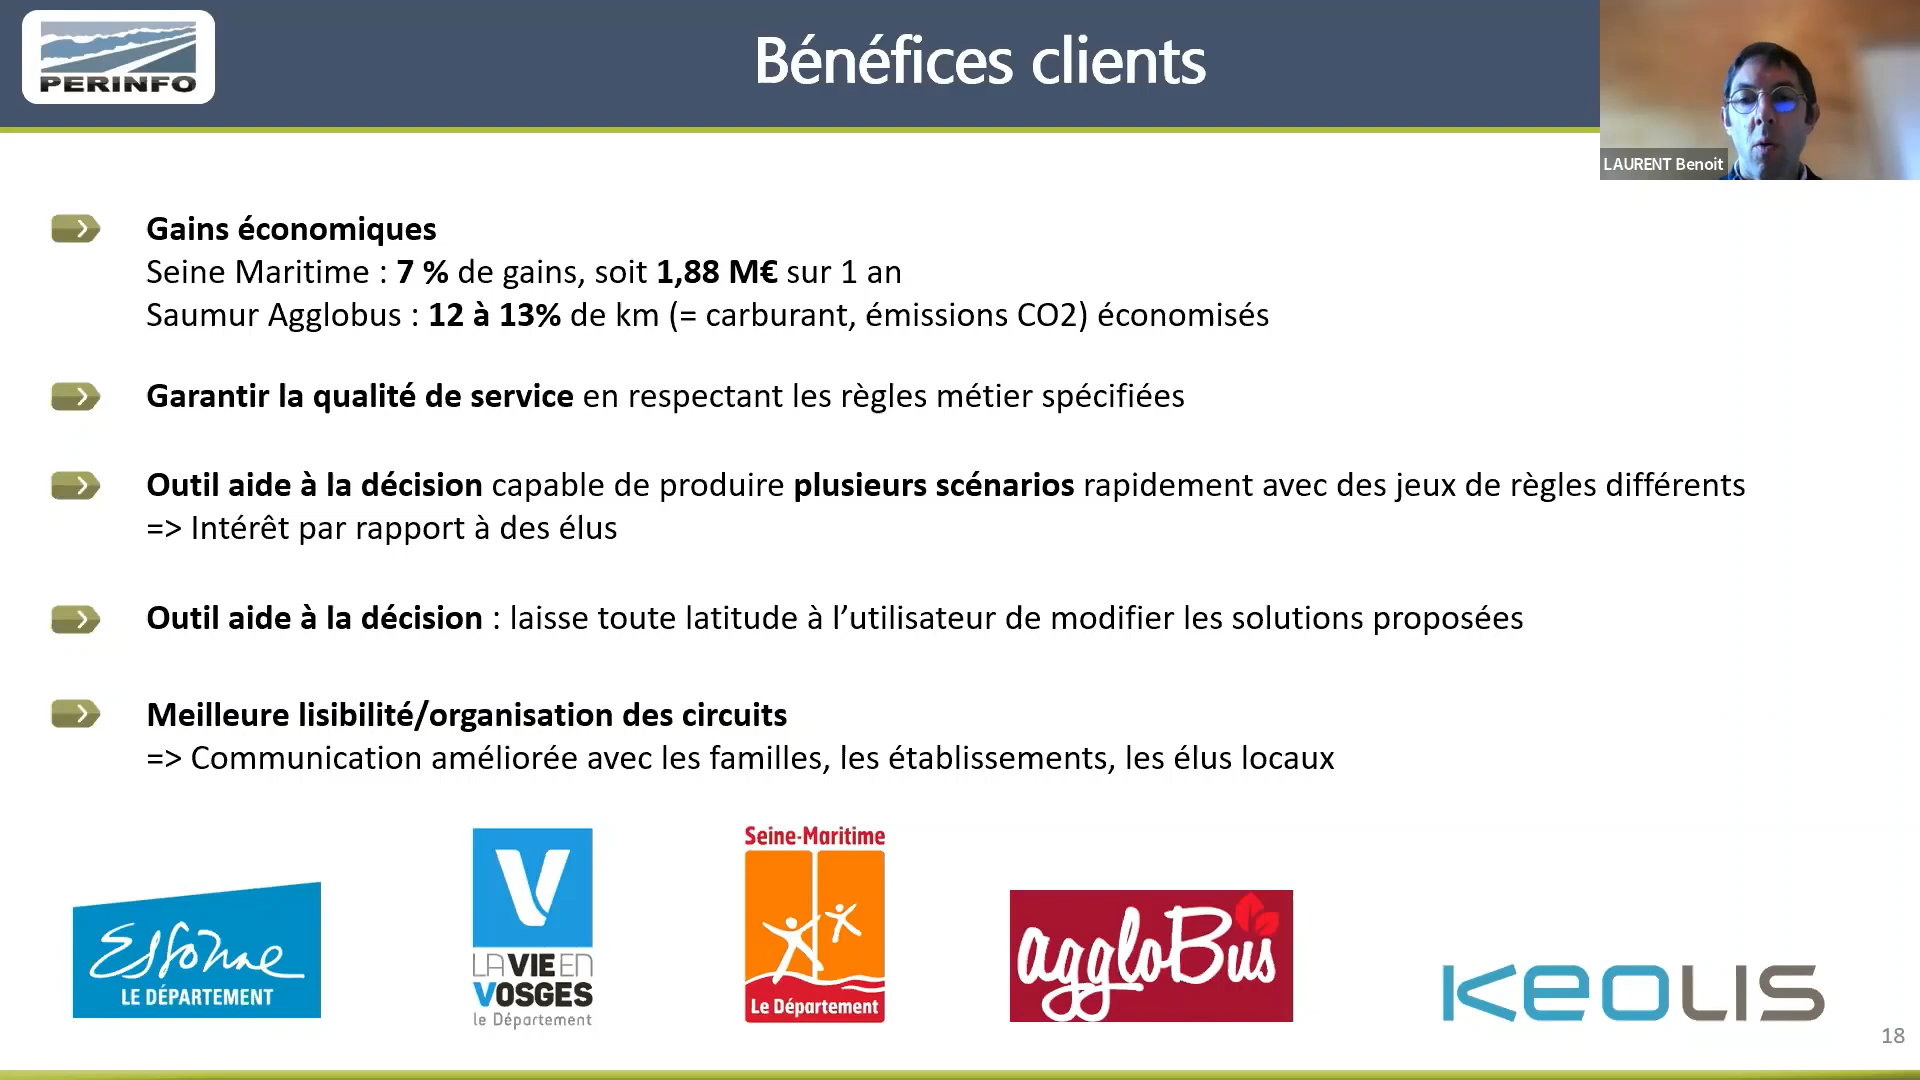 PERINFO
Bénéfices clients
LAURENT Benoit
Gains économiques
Seine Maritime : 7 % de gains, soit 1,88 M€ sur 1 an
Saumur Agglobus : 12 à 13% de km (= carburant, émissions CO2) économisés
Garantir la qualité de service en respectant les règles métier spécifiées
Outil aide à la décision capable de produire plusieurs scénarios rapidement avec des jeux de règles différents
=> Intérêt par rapport à des élus
Outil aide à la décision : laisse toute latitude à l’utilisateur de modifier les solutions proposées
Meilleure lisibilité/organisation des circuits
=> Communication améliorée avec les familles, les établissements, les élus locaux
Essonne
LE DÉPARTEMENT
LA VIE EN
VOSGES
le Département
Seine-Maritime
Le Département
aggloBus
KEOLIS
18